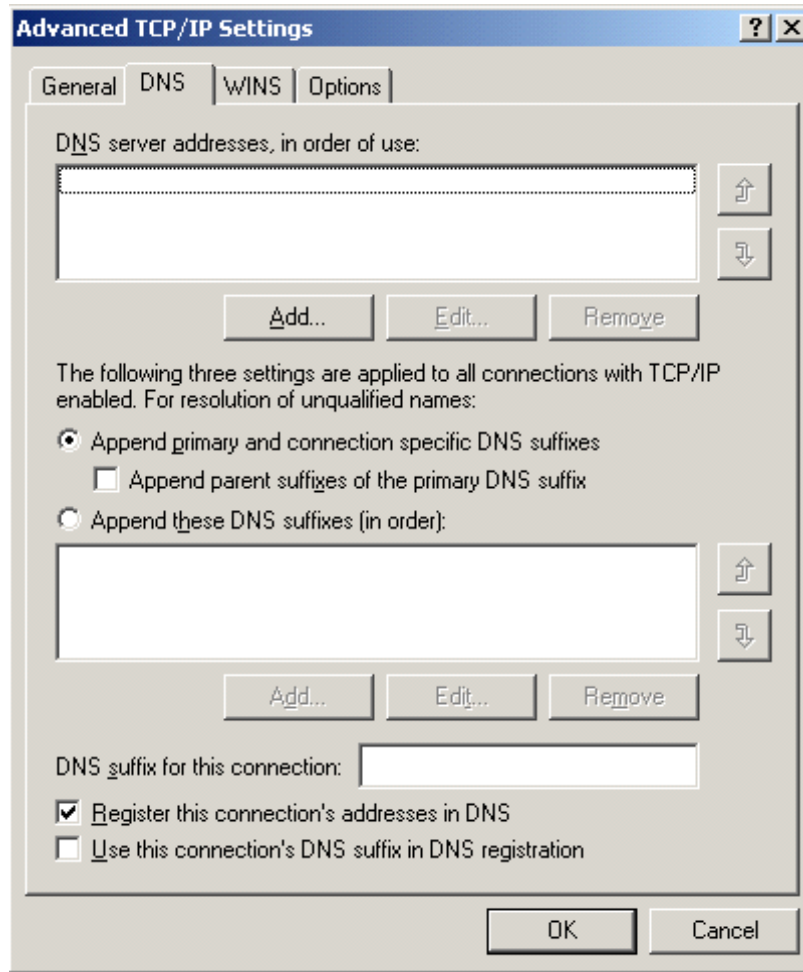 Advanced TCP/IP Settings
General DNS WINS Options
DNS server addresses, in order of use:
Add... Edit... Remove
The following three settings are applied to all connections with TCP/IP
enabled. For resolution of unqualified names:
Append primary and connection specific DNS suffixes
Append parent suffixes of the primary DNS suffix
Append these DNS suffixes (in order):
Add... Edit... Remove
DNS suffix for this connection:
Register this connection's addresses in DNS
Use this connection's DNS suffix in DNS registration
OK Cancel